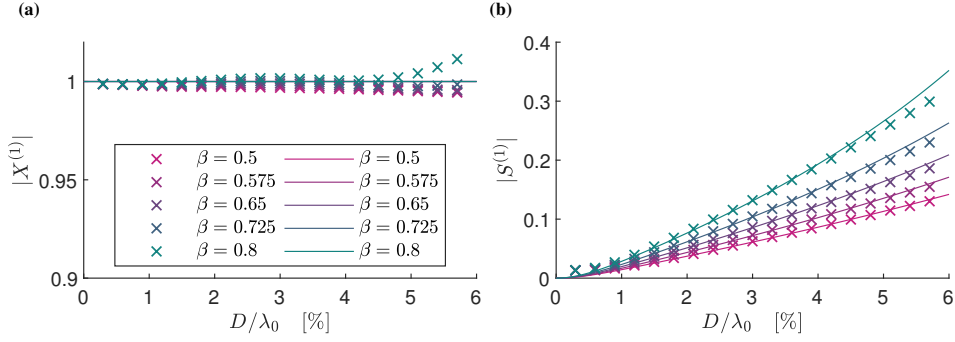 (a)
(b)
|X^{(1)}|
1
0.95
0.9
β = 0.5 β = 0.5
β = 0.575 β = 0.575
β = 0.65 β = 0.65
β = 0.725 β = 0.725
β = 0.8 β = 0.8
0 1 2 3 4 5 6
D/λ_0 [%]
|S^{(1)}|
0.4
0.3
0.2
0.1
0
0 1 2 3 4 5 6
D/λ_0 [%]